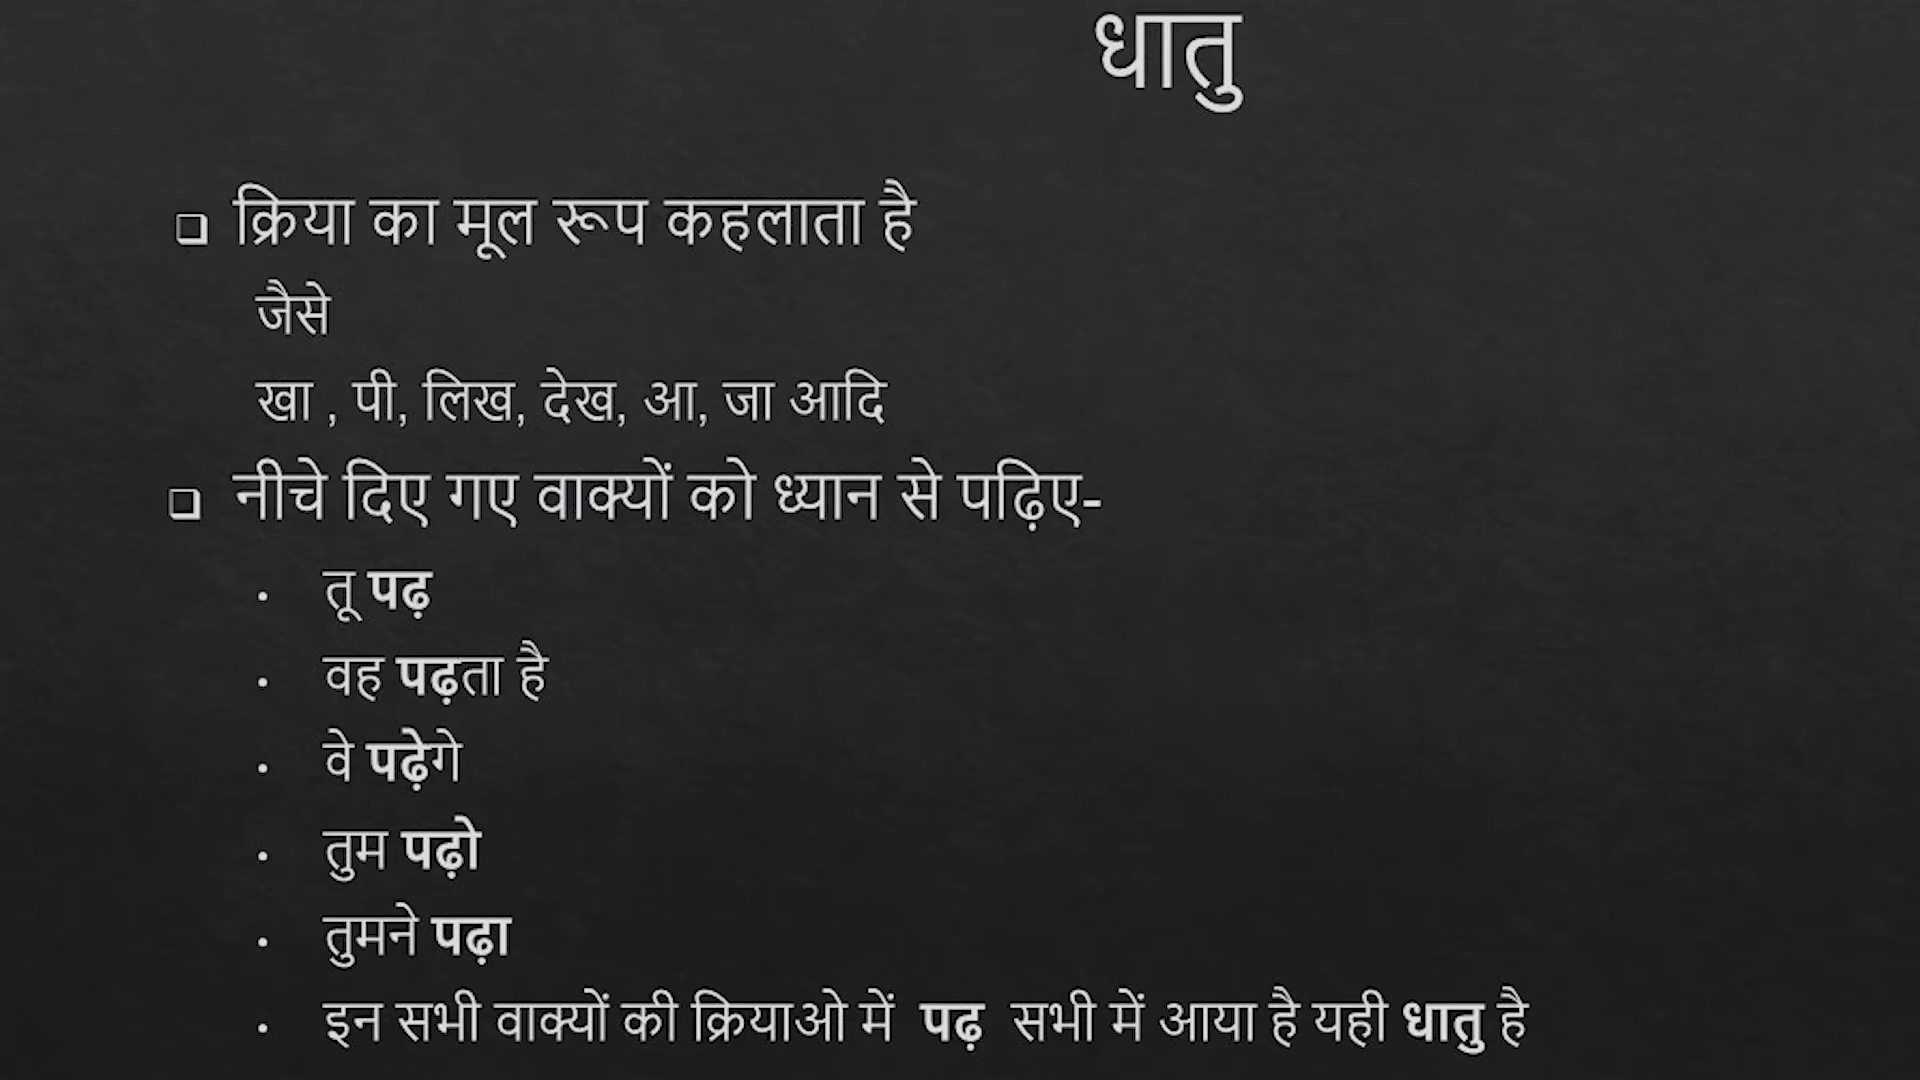 धातु
क्रिया का मूल रूप कहलाता है
जैसे
खा , पी, लिख, देख, आ, जा आदि
नीचे दिए गए वाक्यों को ध्यान से पढ़िए-
तू पढ़
वह पढ़ता है
वे पढ़ेगे
तुम पढ़ो
तुमने पढ़ा
इन सभी वाक्यों की क्रियाओ में पढ़ सभी में आया है यही धातु है